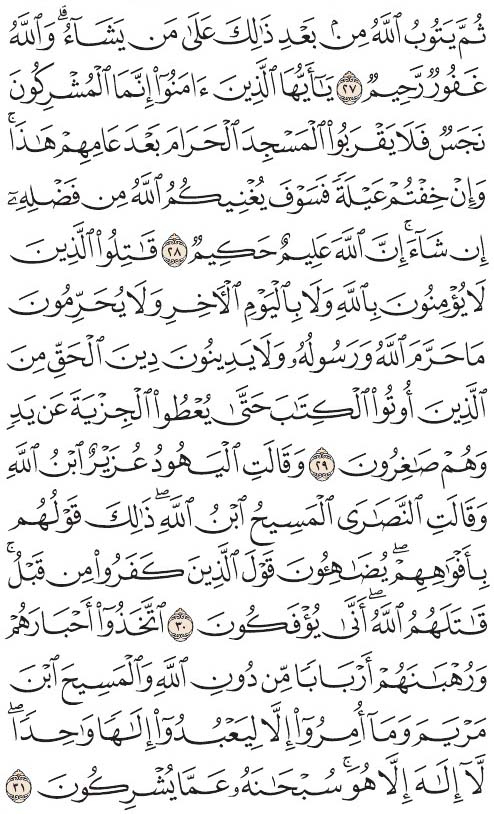 ثُمَّ يَتُوبُ ٱللَّهُ مِنۢ بَعْدِ ذَٰلِكَ عَلَىٰ مَن يَشَآءُ ۗ وَٱللَّهُ
غَفُورٌ رَّحِيمٌ ٢٧ يَٰٓأَيُّهَا ٱلَّذِينَ ءَامَنُوٓا۟ إِنَّمَا ٱلْمُشْرِكُونَ
نَجَسٌ فَلَا يَقْرَبُوا۟ ٱلْمَسْجِدَ ٱلْحَرَامَ بَعْدَ عَامِهِمْ هَٰذَا ۚ
وَإِنْ خِفْتُمْ عَيْلَةً فَسَوْفَ يُغْنِيكُمُ ٱللَّهُ مِن فَضْلِهِۦٓ
إِن شَآءَ ۚ إِنَّ ٱللَّهَ عَلِيمٌ حَكِيمٌ ٢٨ قَٰتِلُوا۟ ٱلَّذِينَ
لَا يُؤْمِنُونَ بِٱللَّهِ وَلَا بِٱلْيَوْمِ ٱلْءَاخِرِ وَلَا يُحَرِّمُونَ
مَا حَرَّمَ ٱللَّهُ وَرَسُولُهُۥ وَلَا يَدِينُونَ دِينَ ٱلْحَقِّ مِنَ
ٱلَّذِينَ أُوتُوا۟ ٱلْكِتَٰبَ حَتَّىٰ يُعْطُوا۟ ٱلْجِزْيَةَ عَن يَدٍ
وَهُمْ صَٰغِرُونَ ٢٩ وَقَالَتِ ٱلْيَهُودُ عُزَيْرٌ ٱبْنُ ٱللَّهِ
وَقَالَتِ ٱلنَّصَٰرَى ٱلْمَسِيحُ ٱبْنُ ٱللَّهِ ۖ ذَٰلِكَ قَوْلُهُم
بِأَفْوَٰهِهِمْ ۖ يُضَٰهِـُٔونَ قَوْلَ ٱلَّذِينَ كَفَرُوا۟ مِن قَبْلُ ۚ
قَٰتَلَهُمُ ٱللَّهُ ۖ أَنَّىٰ يُؤْفَكُونَ ٣٠ ٱتَّخَذُوٓا۟ أَحْبَارَهُمْ
وَرُهْبَٰنَهُمْ أَرْبَابًا مِّن دُونِ ٱللَّهِ وَٱلْمَسِيحَ ٱبْنَ
مَرْيَمَ وَمَآ أُمِرُوٓا۟ إِلَّا لِيَعْبُدُوٓا۟ إِلَٰهًا وَٰحِدًا ۖ
لَّآ إِلَٰهَ إِلَّا هُوَ ۚ سُبْحَٰنَهُۥ عَمَّا يُشْرِكُونَ ٣١